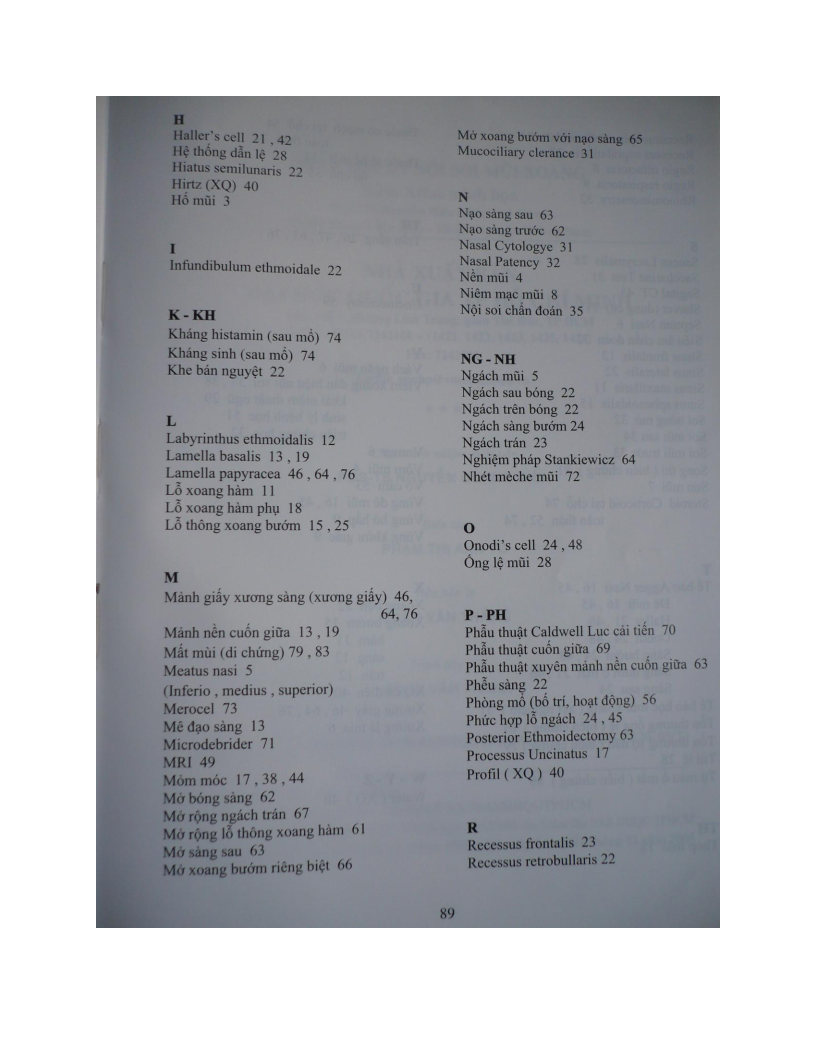 H
Haller's cell 21 , 42
Hệ thống dẫn lệ 28
Hiatus semilunaris 22
Hirtz (XQ) 40
Hố mũi 3
I
Infundibulum ethmoidale 22
K - KH
Kháng histamin (sau mổ) 74
Kháng sinh (sau mổ) 74
Khe bán nguyệt 22
L
Labyrinthus ethmoidalis 12
Lamella basalis 13 , 19
Lamella papyracea 46 , 64 , 76
Lỗ xoang hàm 11
Lỗ xoang hàm phụ 18
Lỗ thông xoang bướm 15 , 25
M
Mảnh giấy xương sàng (xương giấy) 46,
64, 76
Mảnh nền cuốn giữa 13 , 19
Mất mùi (di chứng) 79 , 83
Meatus nasi 5
(Inferio , medius , superior)
Merocel 73
Mê đạo sàng 13
Microdebrider 71
MRI 49
Mỏm móc 17 , 38 , 44
Mở bóng sàng 62
Mở rộng ngách trán 67
Mở rộng lỗ thông xoang hàm 61
Mở sàng sau 63
Mở xoang bướm riêng biệt 66
Mở xoang bướm với nạo sàng 65
Mucociliary clerance 31
N
Nạo sàng sau 63
Nạo sàng trước 62
Nasal Cytologye 31
Nasal Patency 32
Nền mũi 4
Niêm mạc mũi 8
Nội soi chẩn đoán 35
NG - NH
Ngách mũi 5
Ngách sau bóng 22
Ngách trên bóng 22
Ngách sàng bướm 24
Ngách trán 23
Nghiệm pháp Stankiewicz 64
Nhét mèche mũi 72
O
Onodi's cell 24 , 48
Ống lệ mũi 28
P - PH
Phẫu thuật Caldwell Luc cải tiến 70
Phẫu thuật cuốn giữa 69
Phẫu thuật xuyên mảnh nền cuốn giữa 63
Phễu sàng 22
Phòng mổ (bố trí, hoạt động) 56
Phức hợp lỗ ngách 24 , 45
Posterior Ethmoidectomy 63
Processus Uncinatus 17
Profil ( XQ ) 40
R
Recessus frontalis 23
Recessus retrobullaris 22
89